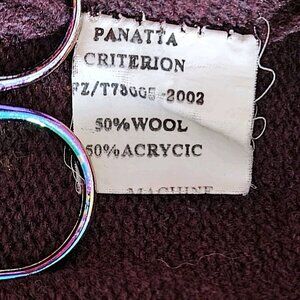 PANATTA
CRITERION
FZ/T73005-2002
50%WOOL
50%ACRYCIC
MACHINE